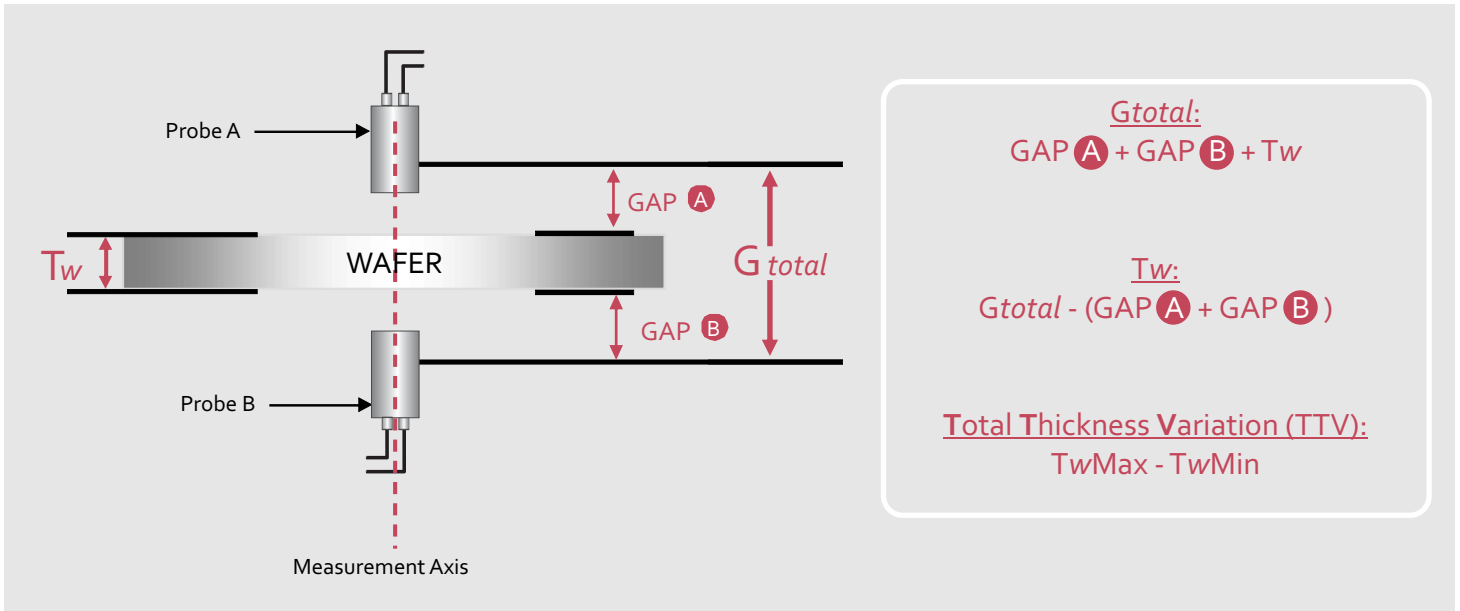 Probe A
GAP A
Tw
WAFER
G total
GAP B
Probe B
Measurement Axis
Gtotal:
GAP A + GAP B + Tw
Tw:
Gtotal - (GAP A + GAP B )
Total Thickness Variation (TTV):
TwMax - TwMin